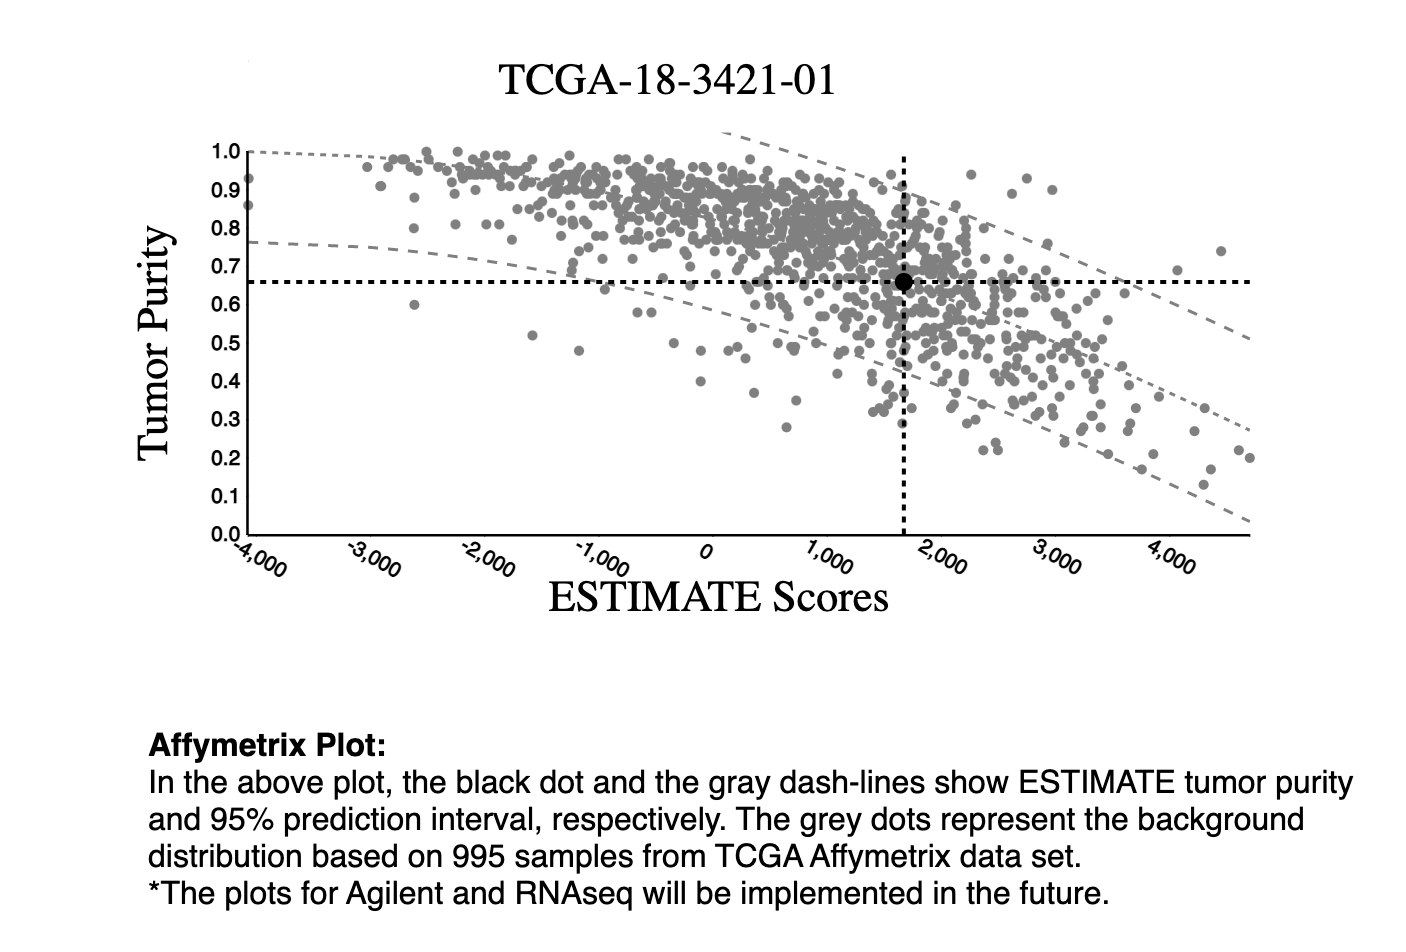 TCGA-18-3421-01
1.0
0.9
0.8
0.7
0.6
0.5
0.4
0.3
0.2
0.1
0.0
Tumor Purity
-4,000
-3,000
-2,000
-1,000
0
1,000
2,000
3,000
4,000
ESTIMATE Scores
Affymetrix Plot:
In the above plot, the black dot and the gray dash-lines show ESTIMATE tumor purity
and 95% prediction interval, respectively. The grey dots represent the background
distribution based on 995 samples from TCGA Affymetrix data set.
*The plots for Agilent and RNAseq will be implemented in the future.